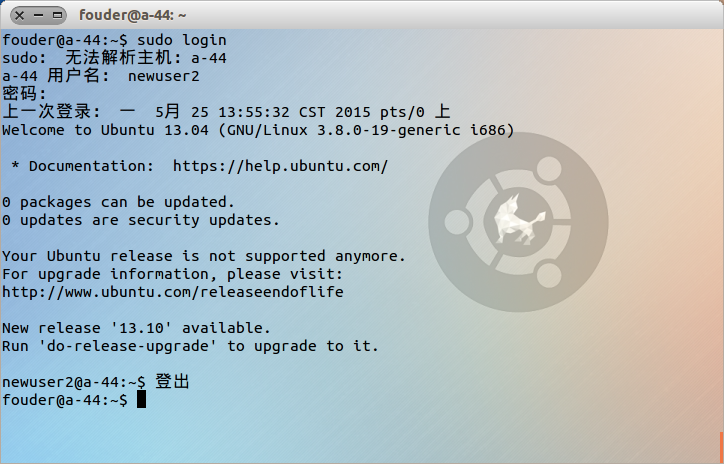 fouder@a-44: ~
fouder@a-44:~$ sudo login
sudo: 无法解析主机: a-44
a-44 用户名: newuser2
密码:
上一次登录: 一 5月 25 13:55:32 CST 2015 pts/0 上
Welcome to Ubuntu 13.04 (GNU/Linux 3.8.0-19-generic i686)
* Documentation: https://help.ubuntu.com/
0 packages can be updated.
0 updates are security updates.
Your Ubuntu release is not supported anymore.
For upgrade information, please visit:
http://www.ubuntu.com/releaseendoflife
New release '13.10' available.
Run 'do-release-upgrade' to upgrade to it.
newuser2@a-44:~$ 登出
fouder@a-44:~$